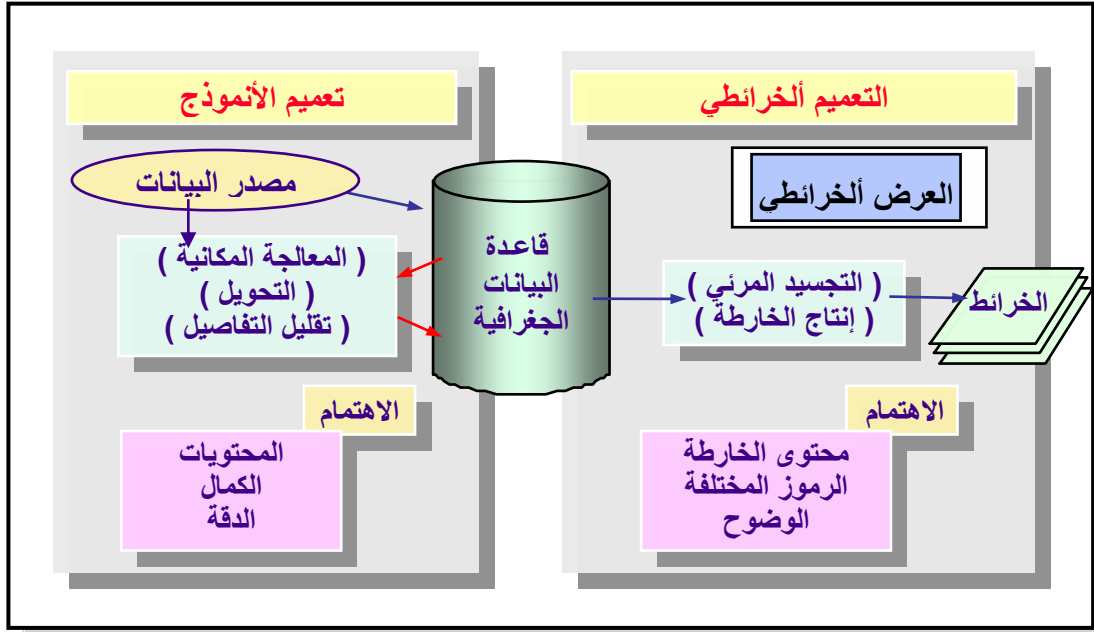 التعميم ألخرائطي
العرض ألخرائطي
( التجسيد المرئي )
( إنتاج الخارطة )
الخرائط
الاهتمام
محتوى الخارطة
الرموز المختلفة
الوضوح
قاعدة
البيانات
الجغرافية
تعميم الأنموذج
مصدر البيانات
( المعالجة المكانية )
( التحويل )
( تقليل التفاصيل )
الاهتمام
المحتويات
الكمال
الدقة